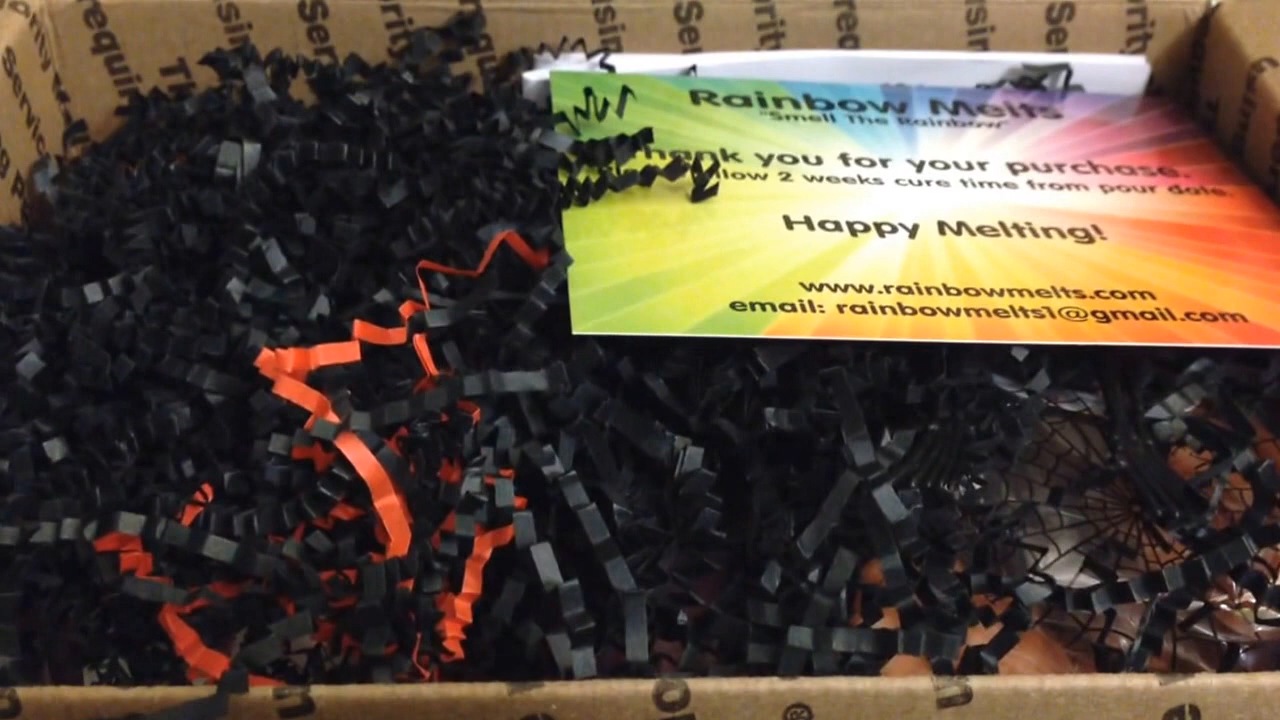 Rainbow Melts
"Smell The Rainbow"
hank you for your purchase.
llow 2 weeks cure time from pour date.
Happy Melting!
www.rainbowmelts.com
email: rainbowmelts1@gmail.com